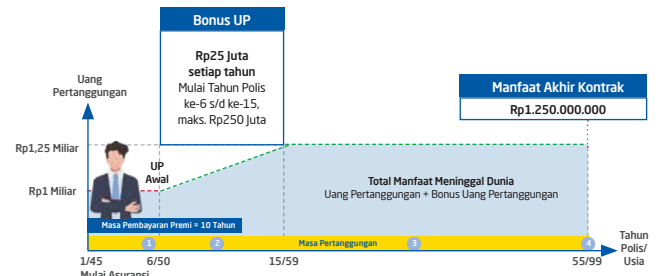 Bonus UP
Rp25 Juta
setiap tahun
Mulai Tahun Polis
ke-6 s/d ke-15,
maks. Rp250 Juta
Uang
Pertanggungan
Manfaat Akhir Kontrak
Rp1.250.000.000
Rp1,25 Miliar
UP
Awal
Rp1 Miliar
Total Manfaat Meninggal Dunia
Uang Pertanggungan + Bonus Uang Pertanggungan
Masa Pembayaran Premi = 10 Tahun
1
2
Masa Pertanggungan
3
4
Tahun
Polis/
Usia
1/45
6/50
15/59
55/99
Mulai Asuransi